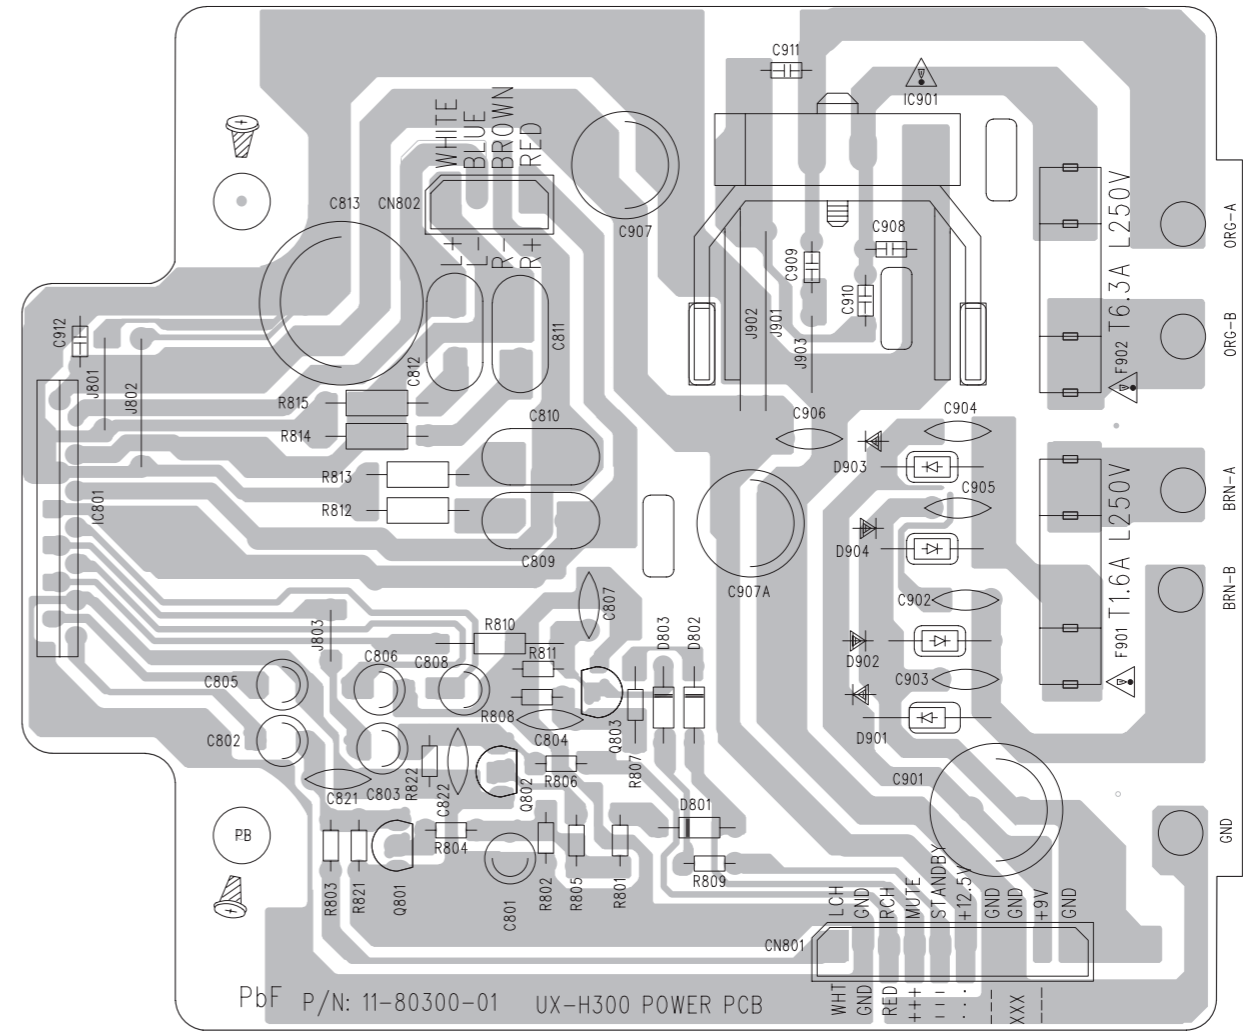 C911
IC901
WHITE
BLUE
BROWN
RED
C813
CN802
C907
L+
L-
R-
R+
C908
C909
C910
J902
J901
J903
T6.3A L250V
F902
ORG-A
ORG-B
C912
J801
J802
C812
C811
R815
R814
C810
R813
R812
C809
IC801
C906
C904
D903
C905
D904
C907A
C902
D902
C903
D901
T1.6A L250V
F901
BRN-A
BRN-B
C807
R810
J803
R811
D803
D802
C805
C806
C808
R808
C802
C804
Q803
R807
C821
C803
R822
C822
Q802
R806
C901
D801
PB
R804
R809
R803
R821
Q801
C801
R802
R805
R801
GND
LCH
GND
RCH
MUTE
STANDBY
+12.5V
GND
GND
+9V
GND
CN801
WHT
GND
RED
+++
---
···
---
XXX
---
PbF P/N: 11-80300-01 UX-H300 POWER PCB